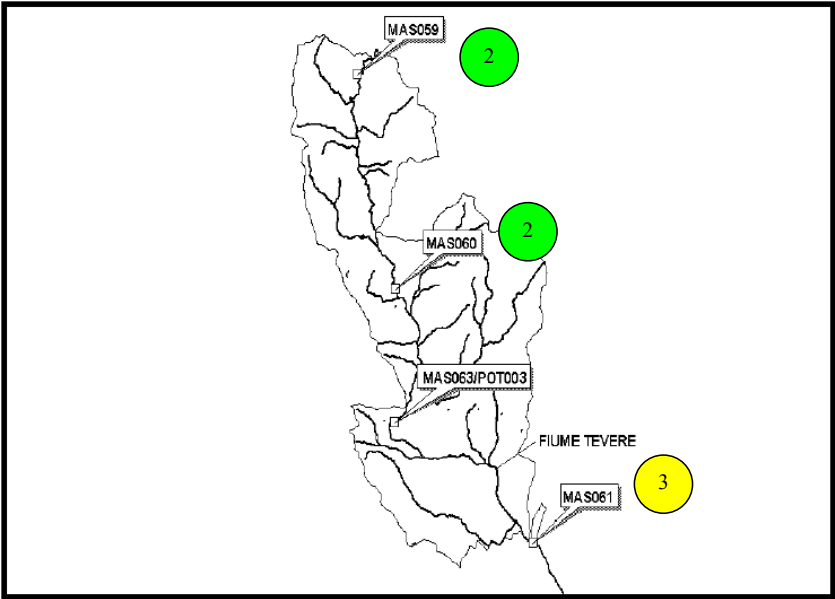 MAS059
2
2
MAS060
MAS063/POT003
FIUME TEVERE
3
MAS061